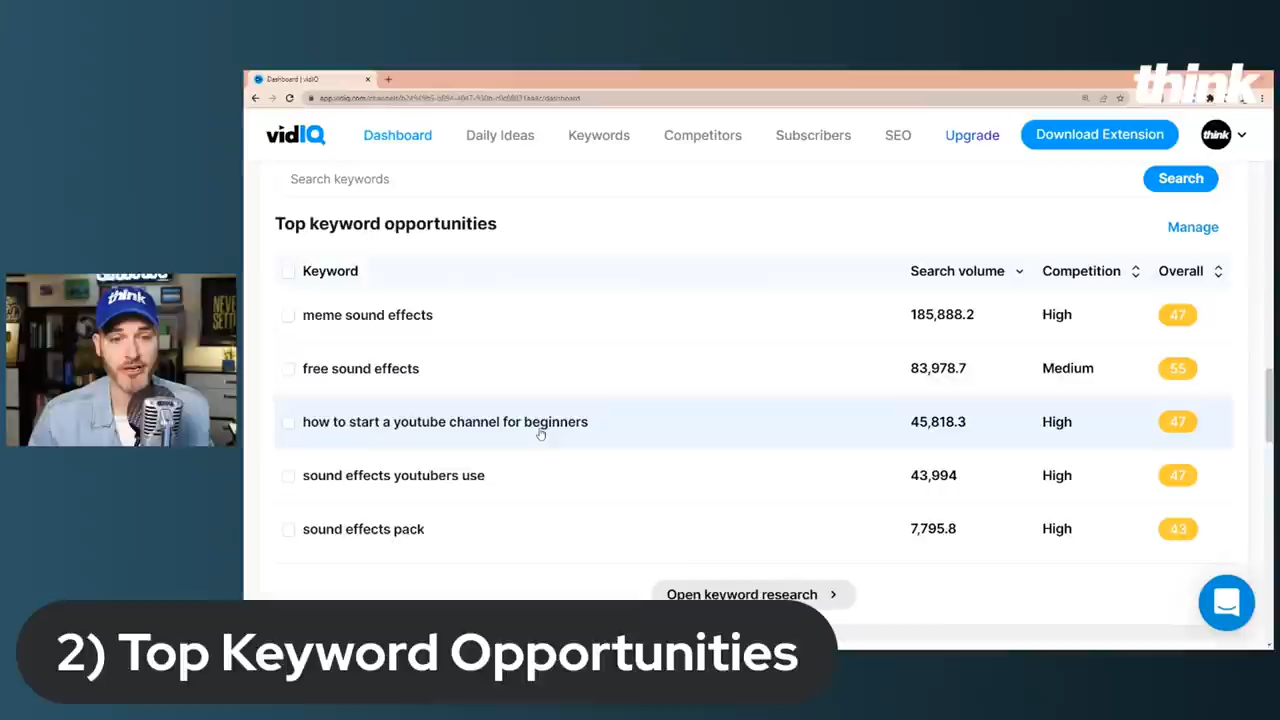 Dashboard | vidIQ
think
vidIQ
Dashboard
Daily Ideas
Keywords
Competitors
Subscribers
SEO
Upgrade
Download Extension
think
Search keywords
Search
Top keyword opportunities
Manage
Keyword Search volume Competition Overall
meme sound effects 185,888.2 High 47
free sound effects 83,978.7 Medium 55
how to start a youtube channel for beginners 45,818.3 High 47
sound effects youtubers use 43,994 High 47
sound effects pack 7,795.8 High 43
Open keyword research
think
NEVER
SETT
2) Top Keyword Opportunities